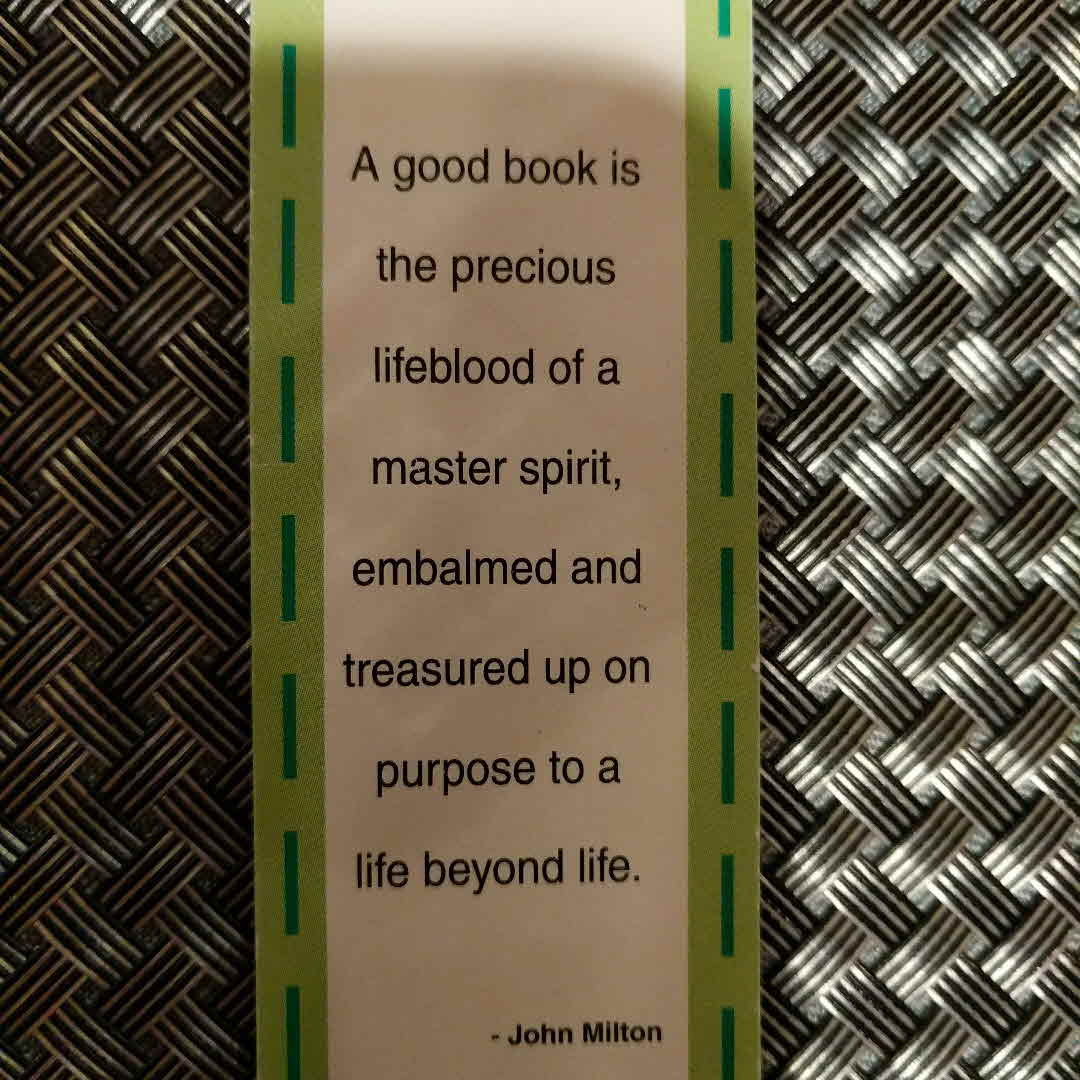 A good book is
the precious
lifeblood of a
master spirit,
embalmed and
treasured up on
purpose to a
life beyond life.
- John Milton